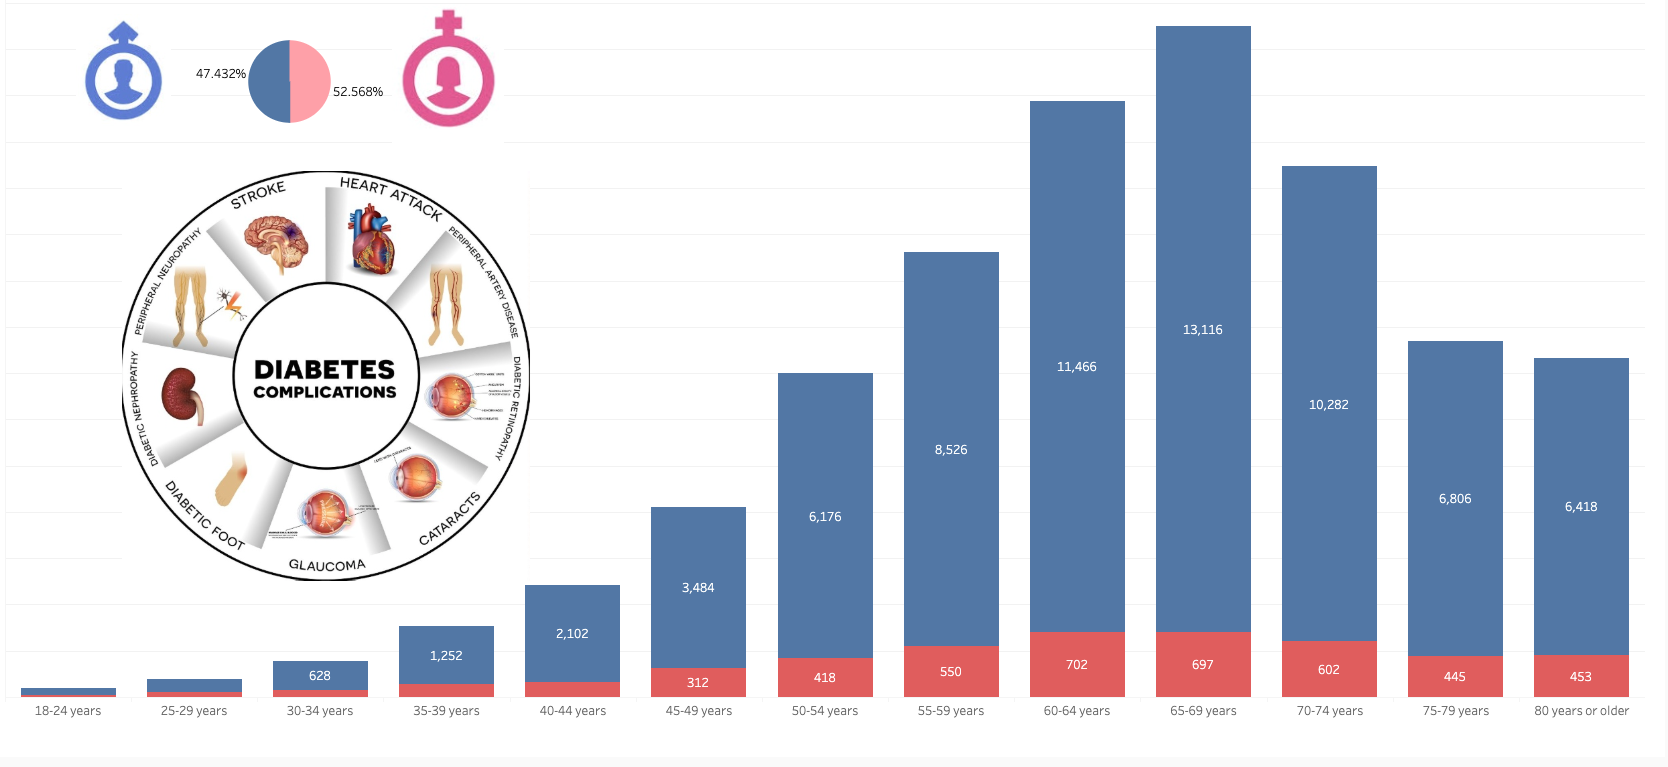 47.432%
52.568%
STROKE
HEART ATTACK
PERIPHERAL ARTERY DISEASE
DIABETIC RETINOPATHY
CATARACTS
GLAUCOMA
DIABETIC FOOT
DIABETIC NEPHROPATHY
PERIPHERAL NEUROPATHY
DIABETES
COMPLICATIONS
628
1,252
2,102
3,484
312
6,176
418
8,526
550
11,466
702
13,116
697
10,282
602
6,806
445
6,418
453
18-24 years
25-29 years
30-34 years
35-39 years
40-44 years
45-49 years
50-54 years
55-59 years
60-64 years
65-69 years
70-74 years
75-79 years
80 years or older